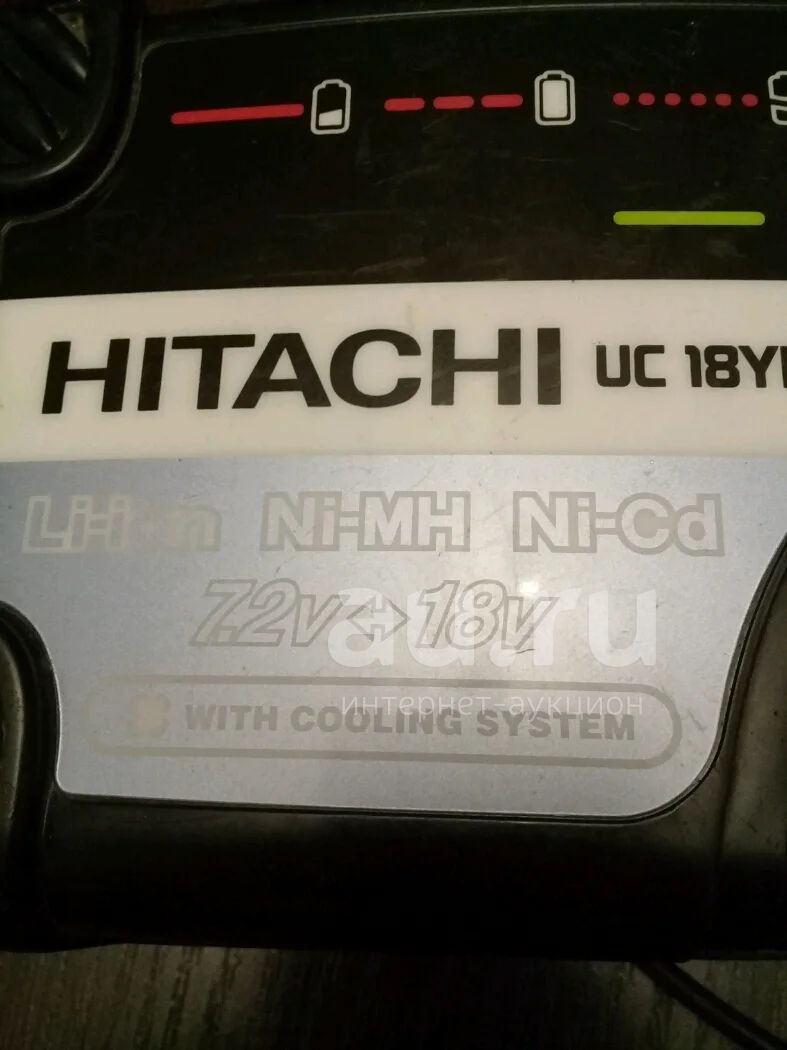 HITACHI UC 18Y
Li-ion Ni-MH Ni-Cd
7.2v↔18v
au.ru
интернет-аукцион
WITH COOLING SYSTEM